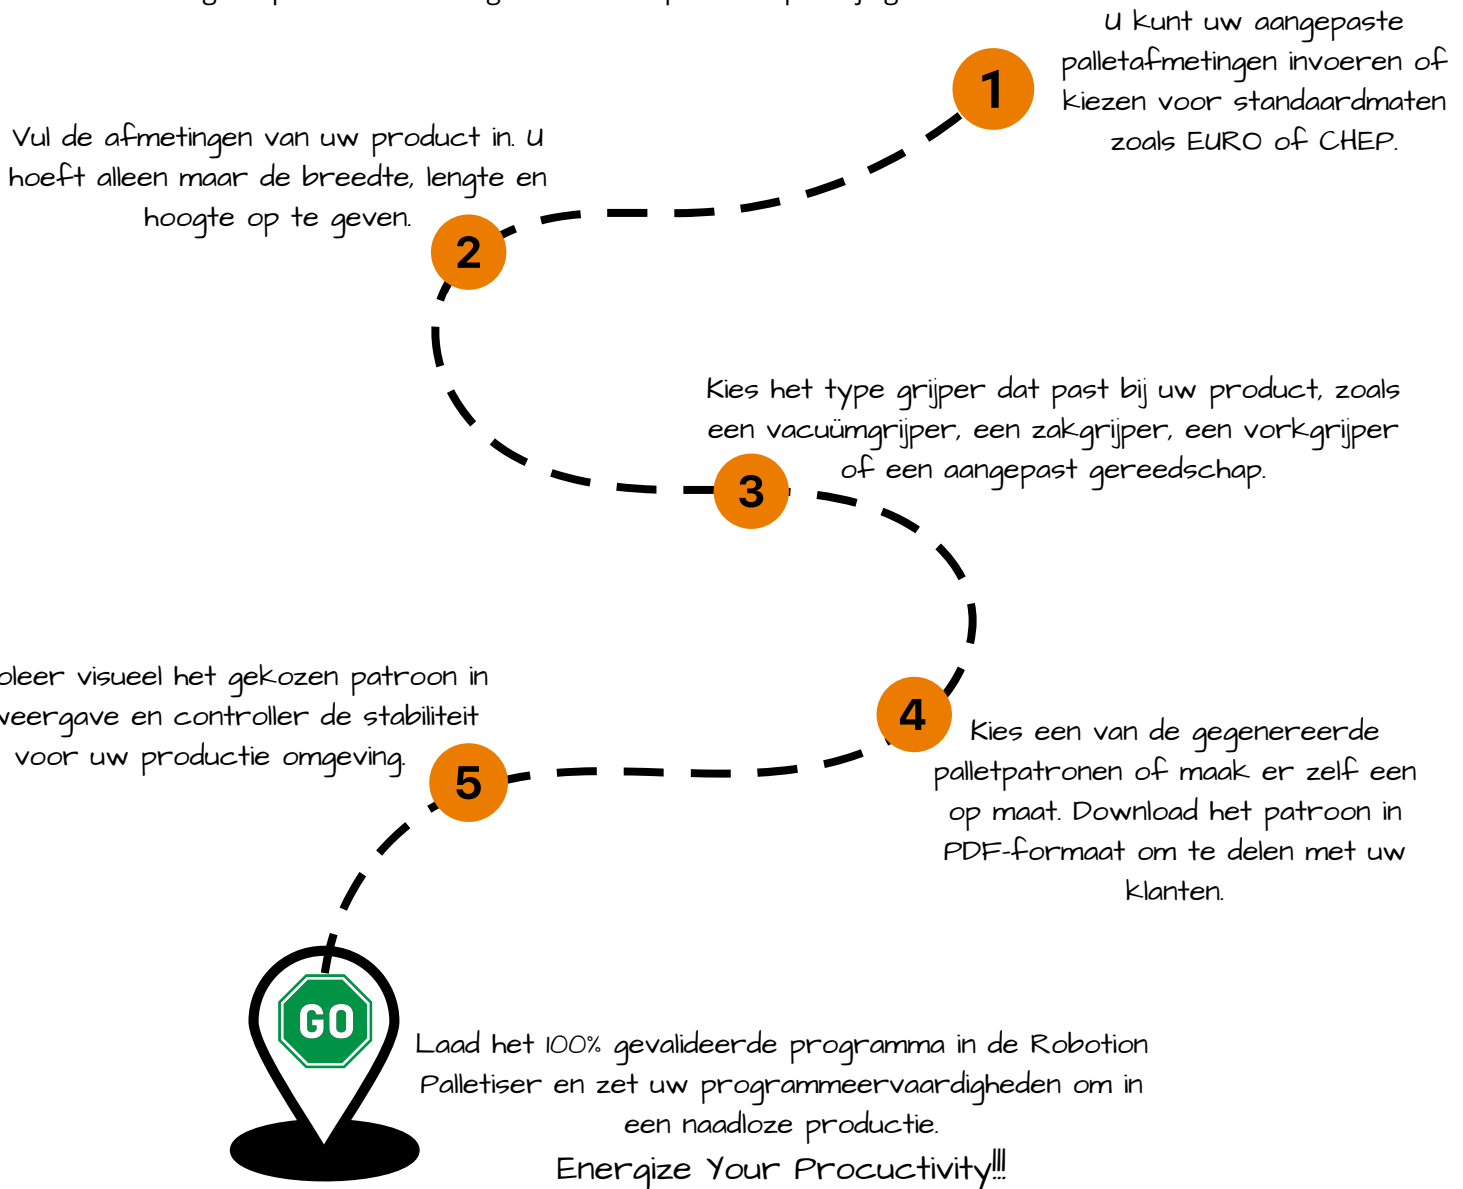 1
U kunt uw aangepaste
palletafmetingen invoeren of
kiezen voor standaardmaten
zoals EURO of CHEP.
Vul de afmetingen van uw product in. U
hoeft alleen maar de breedte, lengte en
hoogte op te geven.
2
Kies het type grijper dat past bij uw product, zoals
een vacuümgrijper, een zakgrijper, een vorkgrijper
of een aangepast gereedschap.
3
4
Kies een van de gegenereerde
palletpatronen of maak er zelf een
op maat. Download het patroon in
PDF-formaat om te delen met uw
klanten.
oleer visueel het gekozen patroon in
weergave en controller de stabiliteit
voor uw productie omgeving.
5
GO
Laad het 100% gevalideerde programma in de Robotion
Palletiser en zet uw programmeervaardigheden om in
een naadloze productie.
Energize Your Procuctivity!!!